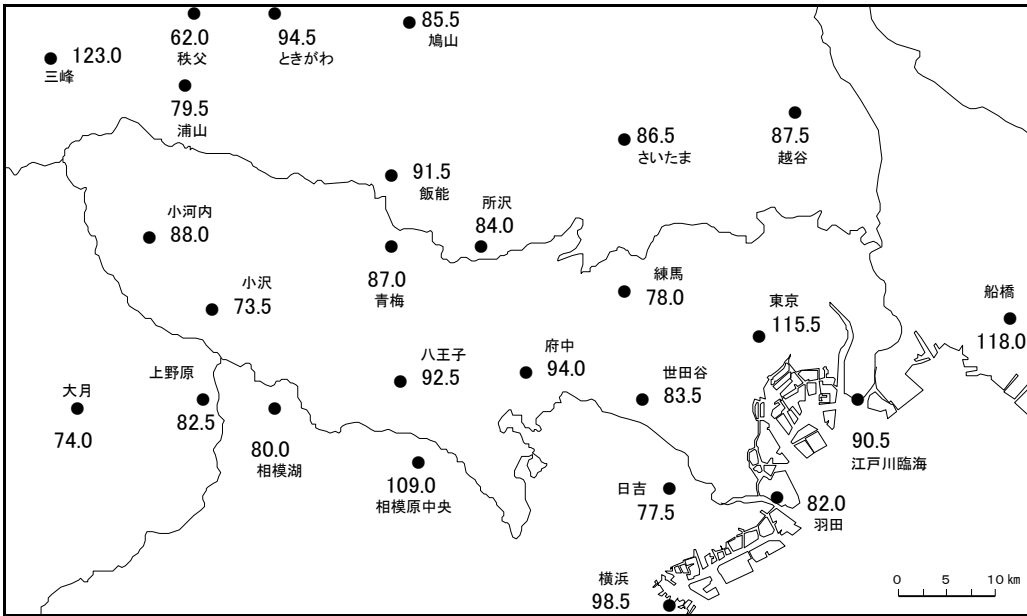 123.0
三峰
62.0
秩父
94.5
ときがわ
85.5
鳩山
79.5
浦山
86.5
さいたま
87.5
越谷
91.5
飯能
所沢
84.0
小河内
88.0
87.0
青梅
小沢
73.5
練馬
78.0
東京
115.5
船橋
118.0
八王子
92.5
府中
94.0
世田谷
83.5
大月
74.0
上野原
82.5
80.0
相模湖
109.0
相模原中央
90.5
江戸川臨海
日吉
77.5
82.0
羽田
横浜
98.5
0 5 10 km